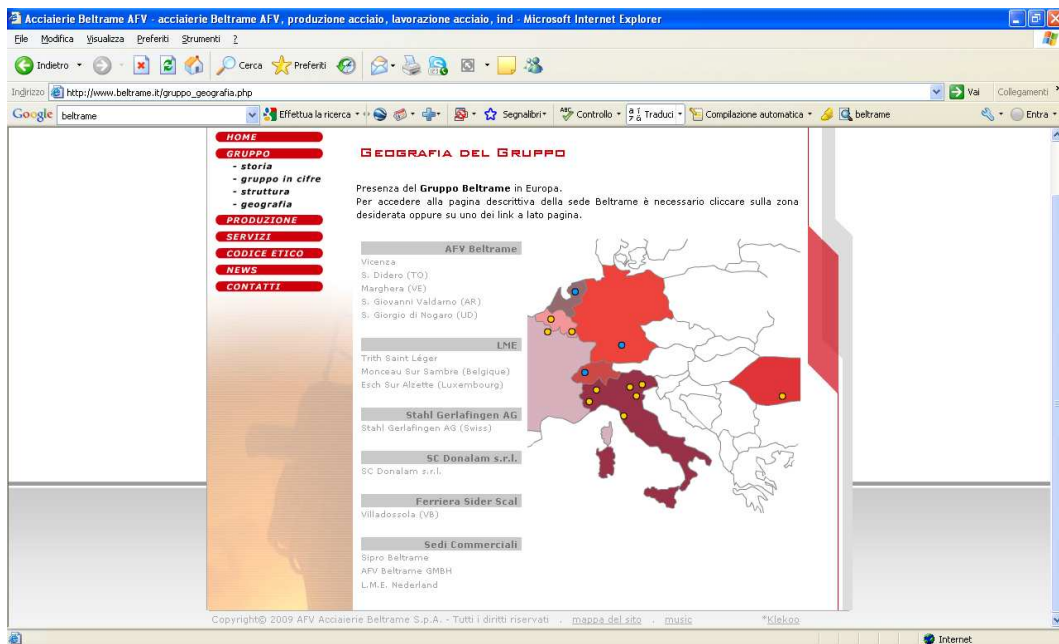 Acciaierie Beltrame AFV - acciaierie Beltrame AFV, produzione acciaio, lavorazione acciaio, ind - Microsoft Internet Explorer
File Modifica Visualizza Preferiti Strumenti ?
Indietro Cerca Preferiti
Indirizzo http://www.beltrame.it/gruppo_geografia.php Vai Collegamenti
Google beltrame Effettua la ricerca Segnalibri Controllo Traduci Compilazione automatica beltrame Entra
HOME
GRUPPO
- storia
- gruppo in cifre
- struttura
- geografia
PRODUZIONE
SERVIZI
CODICE ETICO
NEWS
CONTATTI
GEOGRAFIA DEL GRUPPO
Presenza del Gruppo Beltrame in Europa.
Per accedere alla pagina descrittiva della sede Beltrame è necessario cliccare sulla zona
desiderata oppure su uno dei link a lato pagina.
AFV Beltrame
Vicenza
S. Didero (TO)
Marghera (VE)
S. Giovanni Valdarno (AR)
S. Giorgio di Nogaro (UD)
LME
Trith Saint Léger
Monceau Sur Sambre (Belgique)
Esch Sur Alzette (Luxembourg)
Stahl Gerlafingen AG
Stahl Gerlafingen AG (Swiss)
SC Donalam s.r.l.
SC Donalam s.r.l.
Ferriera Sider Scal
Villadossola (VB)
Sedi Commerciali
Sipro Beltrame
AFV Beltrame GMBH
L.M.E. Nederland
Copyright© 2009 AFV Acciaierie Beltrame S.p.A. - Tutti i diritti riservati . mappa del sito . music *Klekoo
Internet